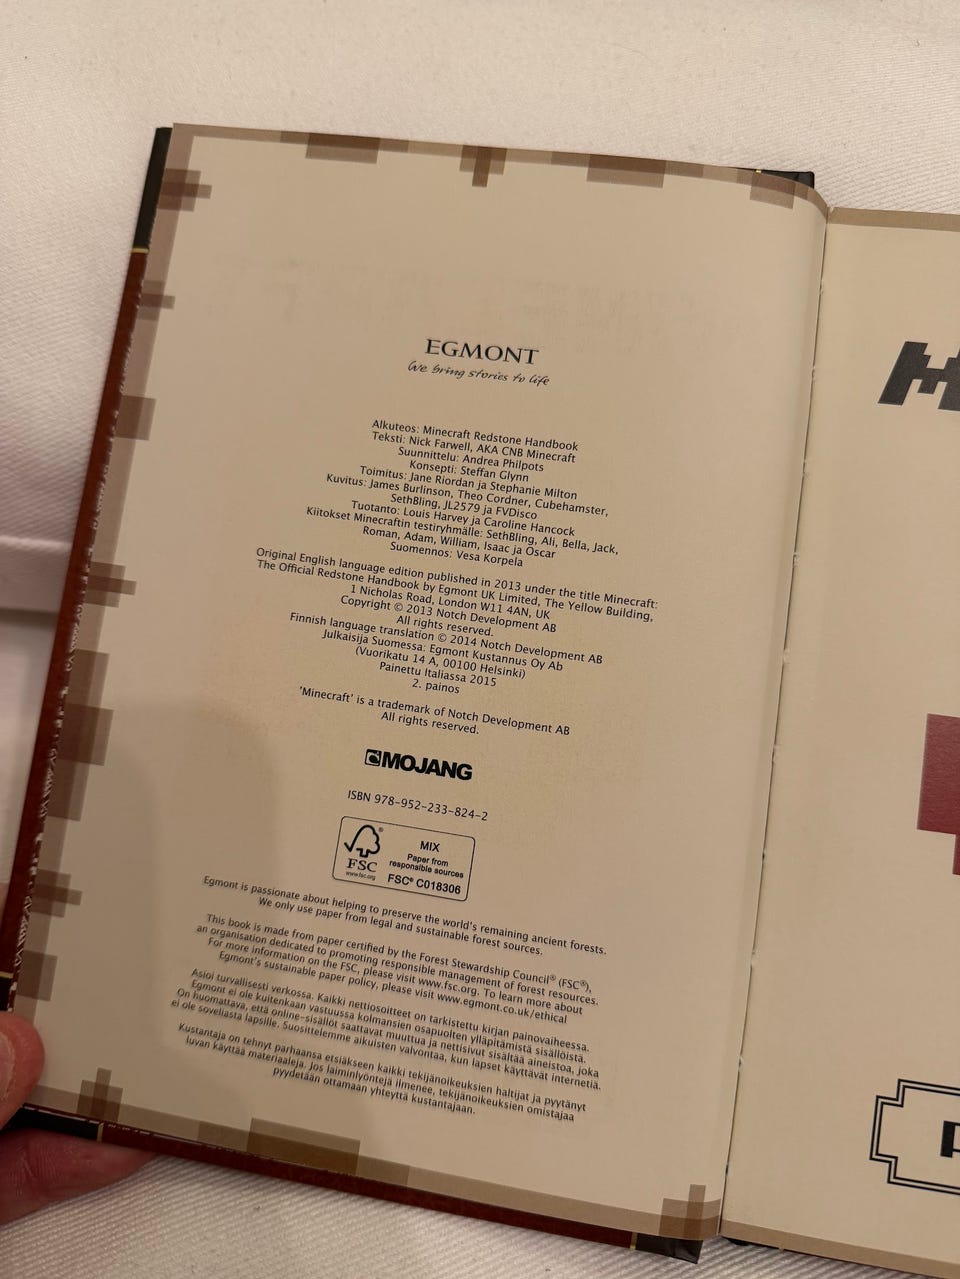 EGMONT
We bring stories to life
Alkuteos: Minecraft Redstone Handbook
Teksti: Nick Farwell, AKA CNB Minecraft
Suunnittelu: Andrea Philpots
Konsepti: Steffan Glynn
Toimitus: Jane Riordan ja Stephanie Milton
Kuvitus: James Burlinson, Theo Cordner, Cubehamster,
SethBling, JL2579 ja FVDisco
Tuotanto: Louis Harvey ja Caroline Hancock
Kiitokset Minecraftin testiryhmälle: SethBling, Ali, Bella, Jack,
Roman, Adam, William, Isaac ja Oscar
Suomennos: Vesa Korpela
Original English language edition published in 2013 under the title Minecraft:
The Official Redstone Handbook by Egmont UK Limited, The Yellow Building,
1 Nicholas Road, London W11 4AN, UK
Copyright © 2013 Notch Development AB
All rights reserved.
Finnish language translation © 2014 Notch Development AB
Julkaisija Suomessa: Egmont Kustannus Oy Ab
(Vuorikatu 14 A, 00100 Helsinki)
Painettu Italiassa 2015
2. painos
'Minecraft' is a trademark of Notch Development AB
All rights reserved.
MOJANG
ISBN 978-952-233-824-2
FSC®
www.fsc.org
MIX
Paper from
responsible sources
FSC® C018306
Egmont is passionate about helping to preserve the world's remaining ancient forests.
We only use paper from legal and sustainable forest sources.
This book is made from paper certified by the Forest Stewardship Council® (FSC®),
an organisation dedicated to promoting responsible management of forest resources.
For more information on the FSC, please visit www.fsc.org. To learn more about
Egmont's sustainable paper policy, please visit www.egmont.co.uk/ethical
Asioi turvallisesti verkossa. Kaikki nettiosoitteet on tarkistettu kirjan painovaiheessa.
Egmont ei ole kuitenkaan vastuussa kolmansien osapuolten ylläpitämistä sisällöistä.
On huomattava, että online-sisällöt saattavat muuttua ja nettisivut sisältää aineistoa, joka
ei ole soveliasta lapsille. Suosittelemme aikuisten valvontaa, kun lapset käyttävät internetiä.
Kustantaja on tehnyt parhaansa etsiäkseen kaikki tekijänoikeuksien haltijat ja pyytänyt
luvan käyttää materiaaleja. Jos laiminlyöntejä ilmenee, tekijänoikeuksien omistajaa
pyydetään ottamaan yhteyttä kustantajaan.